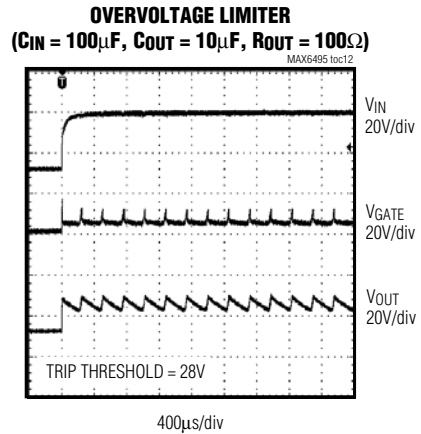 OVERVOLTAGE LIMITER
(CIN = 100µF, COUT = 10µF, ROUT = 100Ω)
MAX6495 toc12
T
VIN
20V/div
VGATE
20V/div
VOUT
20V/div
TRIP THRESHOLD = 28V
400µs/div